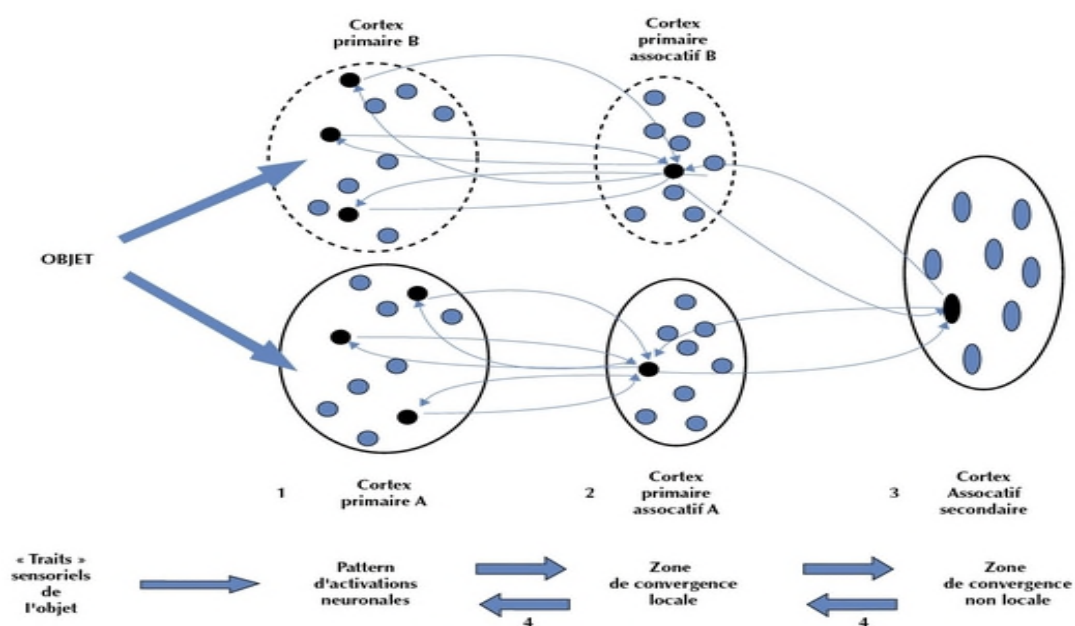 Cortex
primaire B
Cortex
primaire
assocatif B
OBJET
1
Cortex
primaire A
2
Cortex
primaire
assocatif A
3
Cortex
Assocatif
secondaire
« Traits »
sensoriels
de
l'objet
Pattern
d'activations
neuronales
4
Zone
de convergence
locale
4
Zone
de convergence
non locale